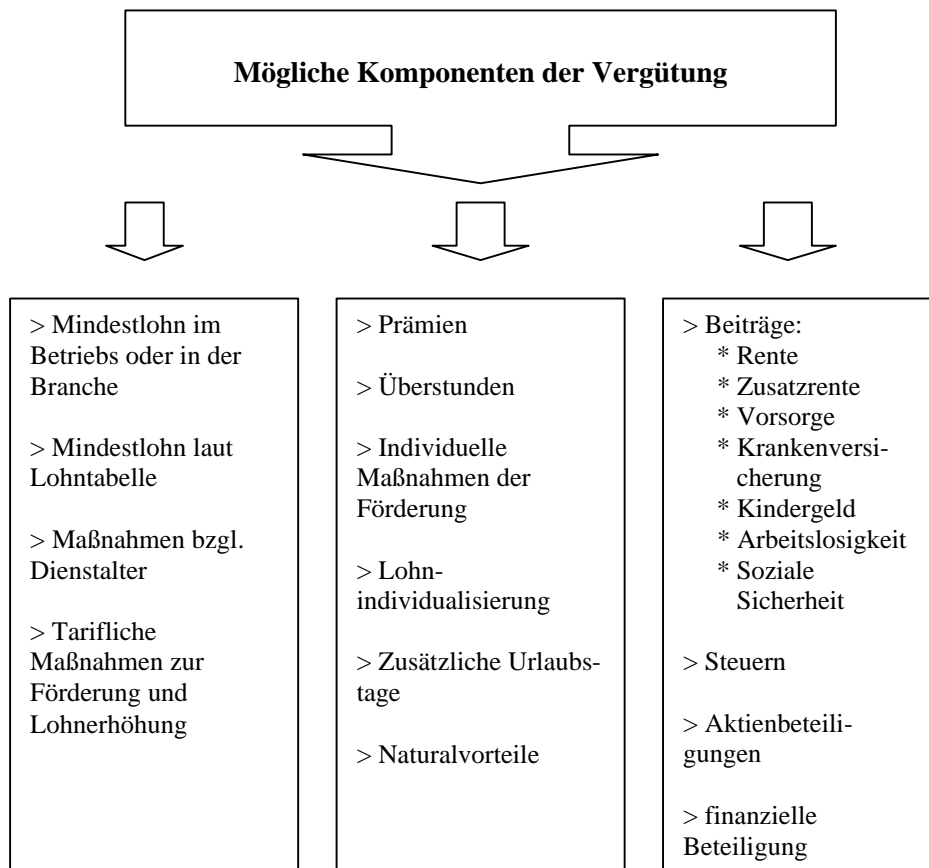 Mögliche Komponenten der Vergütung
> Mindestlohn im
Betriebs oder in der
Branche
> Mindestlohn laut
Lohntabelle
> Maßnahmen bzgl.
Dienstalter
> Tarifliche
Maßnahmen zur
Förderung und
Lohnerhöhung
> Prämien
> Überstunden
> Individuelle
Maßnahmen der
Förderung
> Lohn-
individualisierung
> Zusätzliche Urlaubs-
tage
> Naturalvorteile
> Beiträge:
* Rente
* Zusatzrente
* Vorsorge
* Krankenversi-
cherung
* Kindergeld
* Arbeitslosigkeit
* Soziale
Sicherheit
> Steuern
> Aktienbeteili-
gungen
> finanzielle
Beteiligung